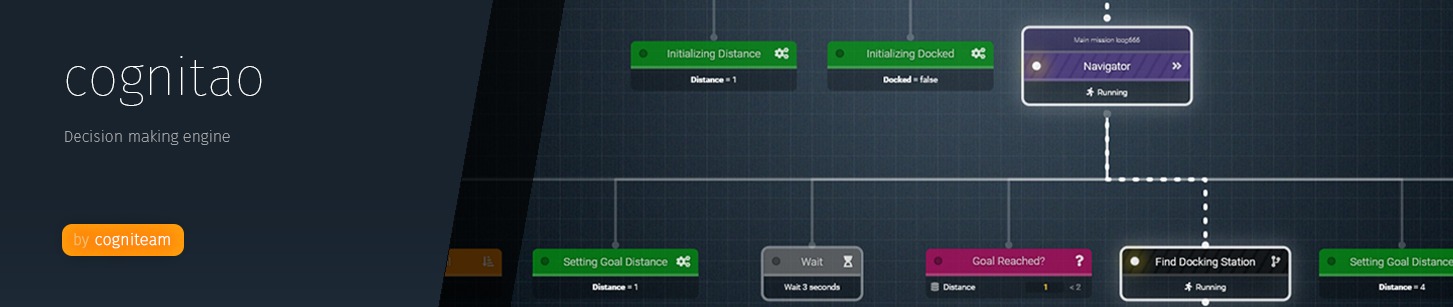 cognitao
Decision making engine
by cogniteam
Initializing Distance
Distance = 1
Initializing Docked
Docked = false
Main mission loop666
Navigator
Running
Setting Goal Distance
Distance = 1
Wait
Wait 3 seconds
Goal Reached? ?
Distance 1 < 2
Find Docking Station
Running
Setting Goal Distance
Distance = 4